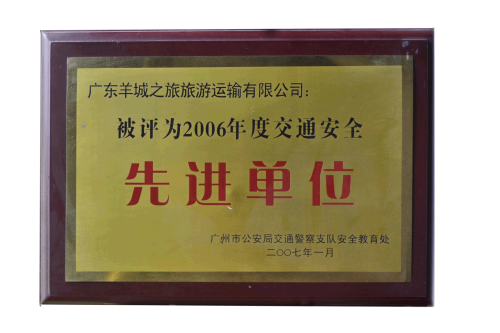 广东羊城之旅旅游运输有限公司：
被评为2006年度交通安全
先进单位
广州市公安局交通警察支队安全教育处
二〇〇七年一月